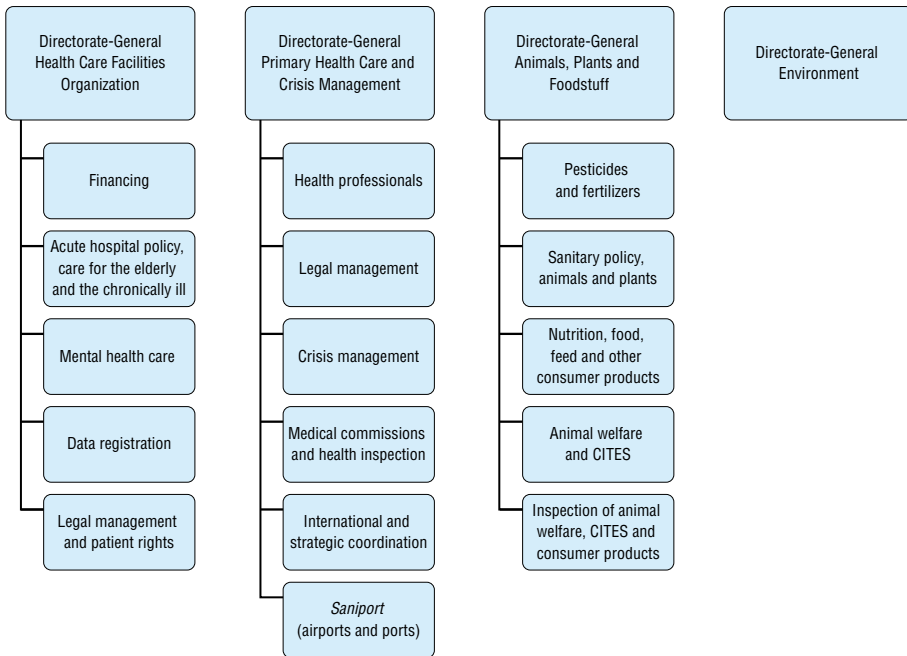 Directorate-General
Health Care Facilities
Organization
Financing
Acute hospital policy,
care for the elderly
and the chronically ill
Mental health care
Data registration
Legal management
and patient rights
Directorate-General
Primary Health Care and
Crisis Management
Health professionals
Legal management
Crisis management
Medical commissions
and health inspection
International and
strategic coordination
Saniport
(airports and ports)
Directorate-General
Animals, Plants and
Foodstuff
Pesticides
and fertilizers
Sanitary policy,
animals and plants
Nutrition, food,
feed and other
consumer products
Animal welfare
and CITES
Inspection of animal
welfare, CITES and
consumer products
Directorate-General
Environment